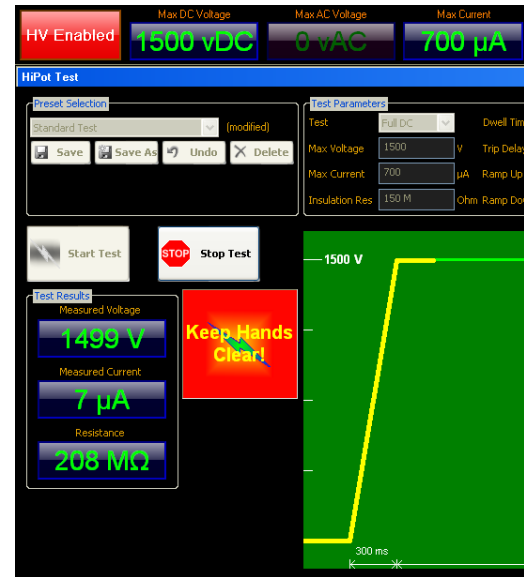 Max DC Voltage
Max AC Voltage
Max Current
HV Enabled
1500 vDC
0 vAC
700 µA
HiPot Test
Preset Selection
Standard Test
(modified)
Save
Save As
Undo
Delete
Test Parameters
Test
Full DC
Dwell Tim
Max Voltage
1500
V
Trip Delay
Max Current
700
µA
Ramp Up
Insulation Res
150 M
Ohm
Ramp Do
Start Test
STOP
Stop Test
Test Results
Measured Voltage
1499 V
Measured Current
7 µA
Resistance
208 MΩ
Keep Hands
Clear!
1500 V
300 ms